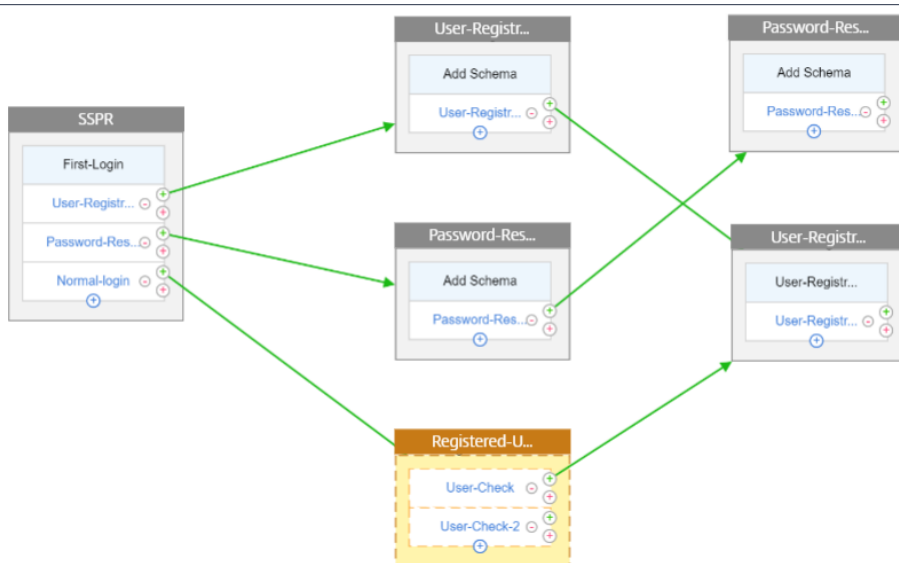 SSPR
First-Login
User-Registr...
Password-Res...
Normal-login
User-Registr...
Add Schema
User-Registr...
Password-Res...
Add Schema
Password-Res...
Registered-U...
User-Check
User-Check-2
Password-Res...
Add Schema
Password-Res...
User-Registr...
User-Registr...
User-Registr...